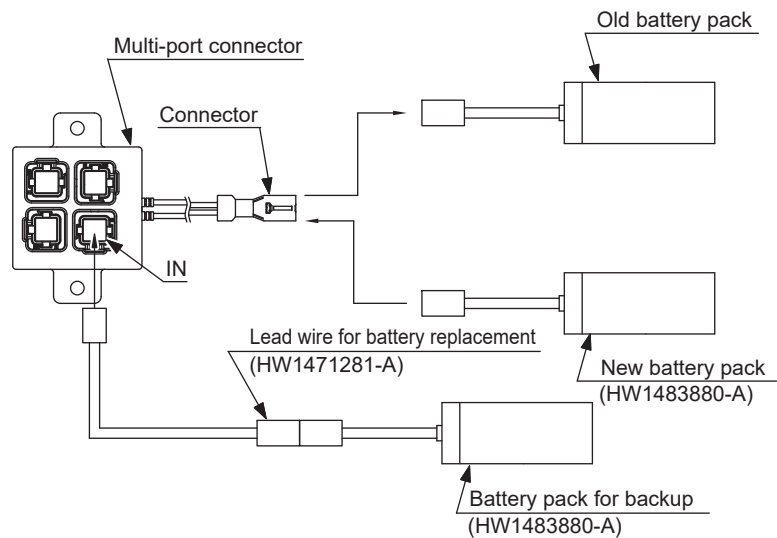 Old battery pack
Multi-port connector
Connector
IN
Lead wire for battery replacement
(HW1471281-A)
New battery pack
(HW1483880-A)
Battery pack for backup
(HW1483880-A)